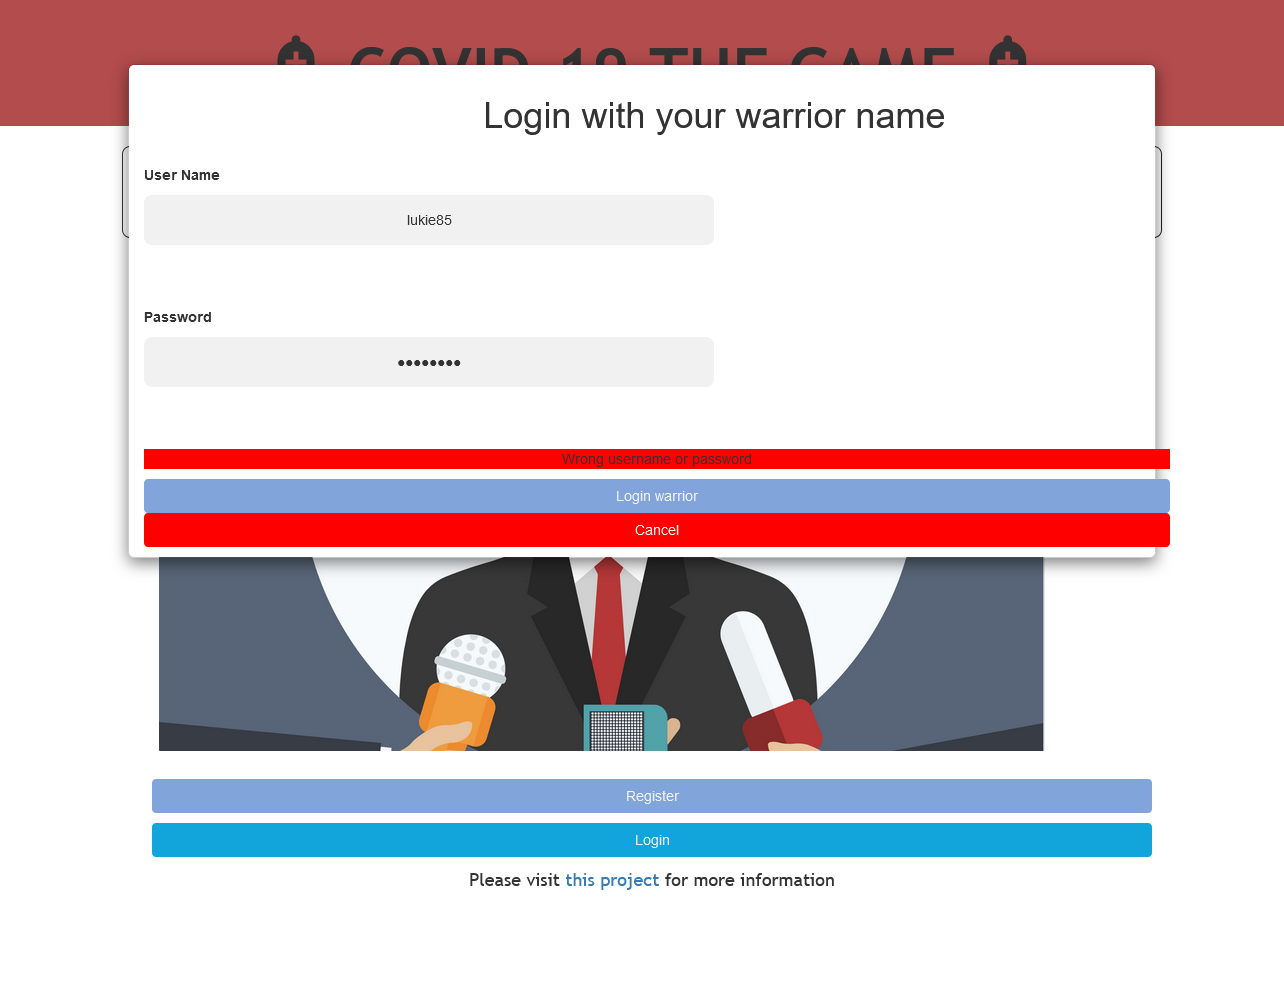 COVID-19 THE GAME
Login with your warrior name
User Name
lukie85
Password
••••••••
Wrong username or password
Login warrior
Cancel
Register
Login
Please visit this project for more information